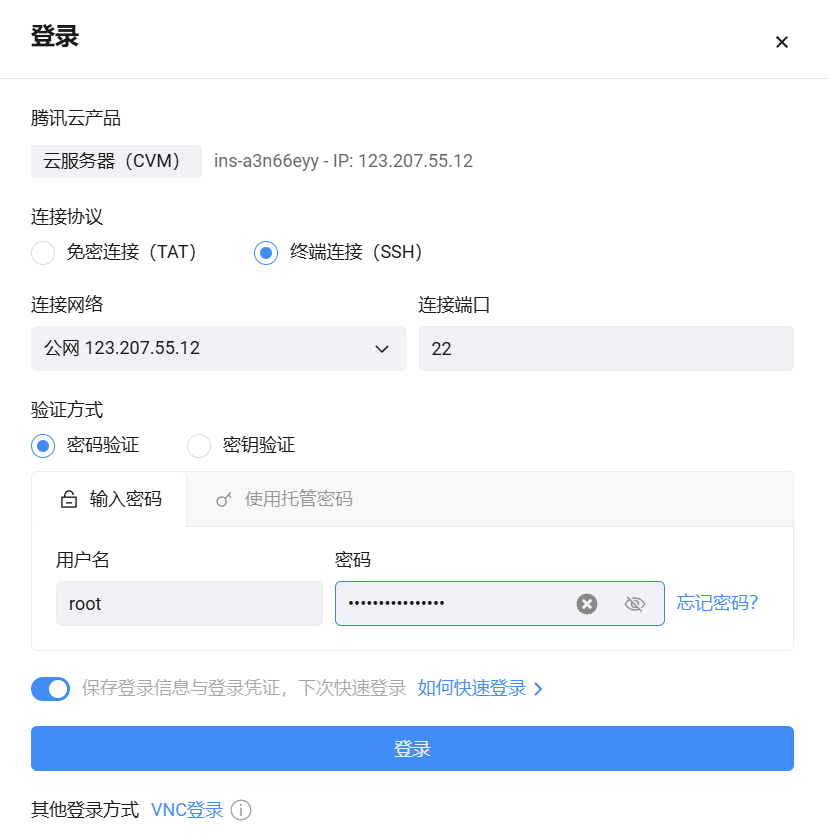 登录
腾讯云产品
云服务器（CVM） ins-a3n66eyy - IP: 123.207.55.12
连接协议
免密连接（TAT） 终端连接（SSH）
连接网络 连接端口
公网 123.207.55.12 22
验证方式
密码验证 密钥验证
输入密码 使用托管密码
用户名 密码
root •••••••••••••••• 忘记密码?
保存登录信息与登录凭证，下次快速登录 如何快速登录
登录
其他登录方式 VNC登录